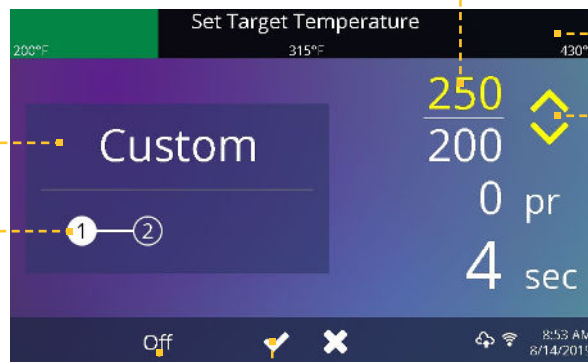 Set Target Temperature
200°F 315°F 430°
250
200
Custom
0 pr
1 2
4 sec
Off
8:53 AM
8/14/201